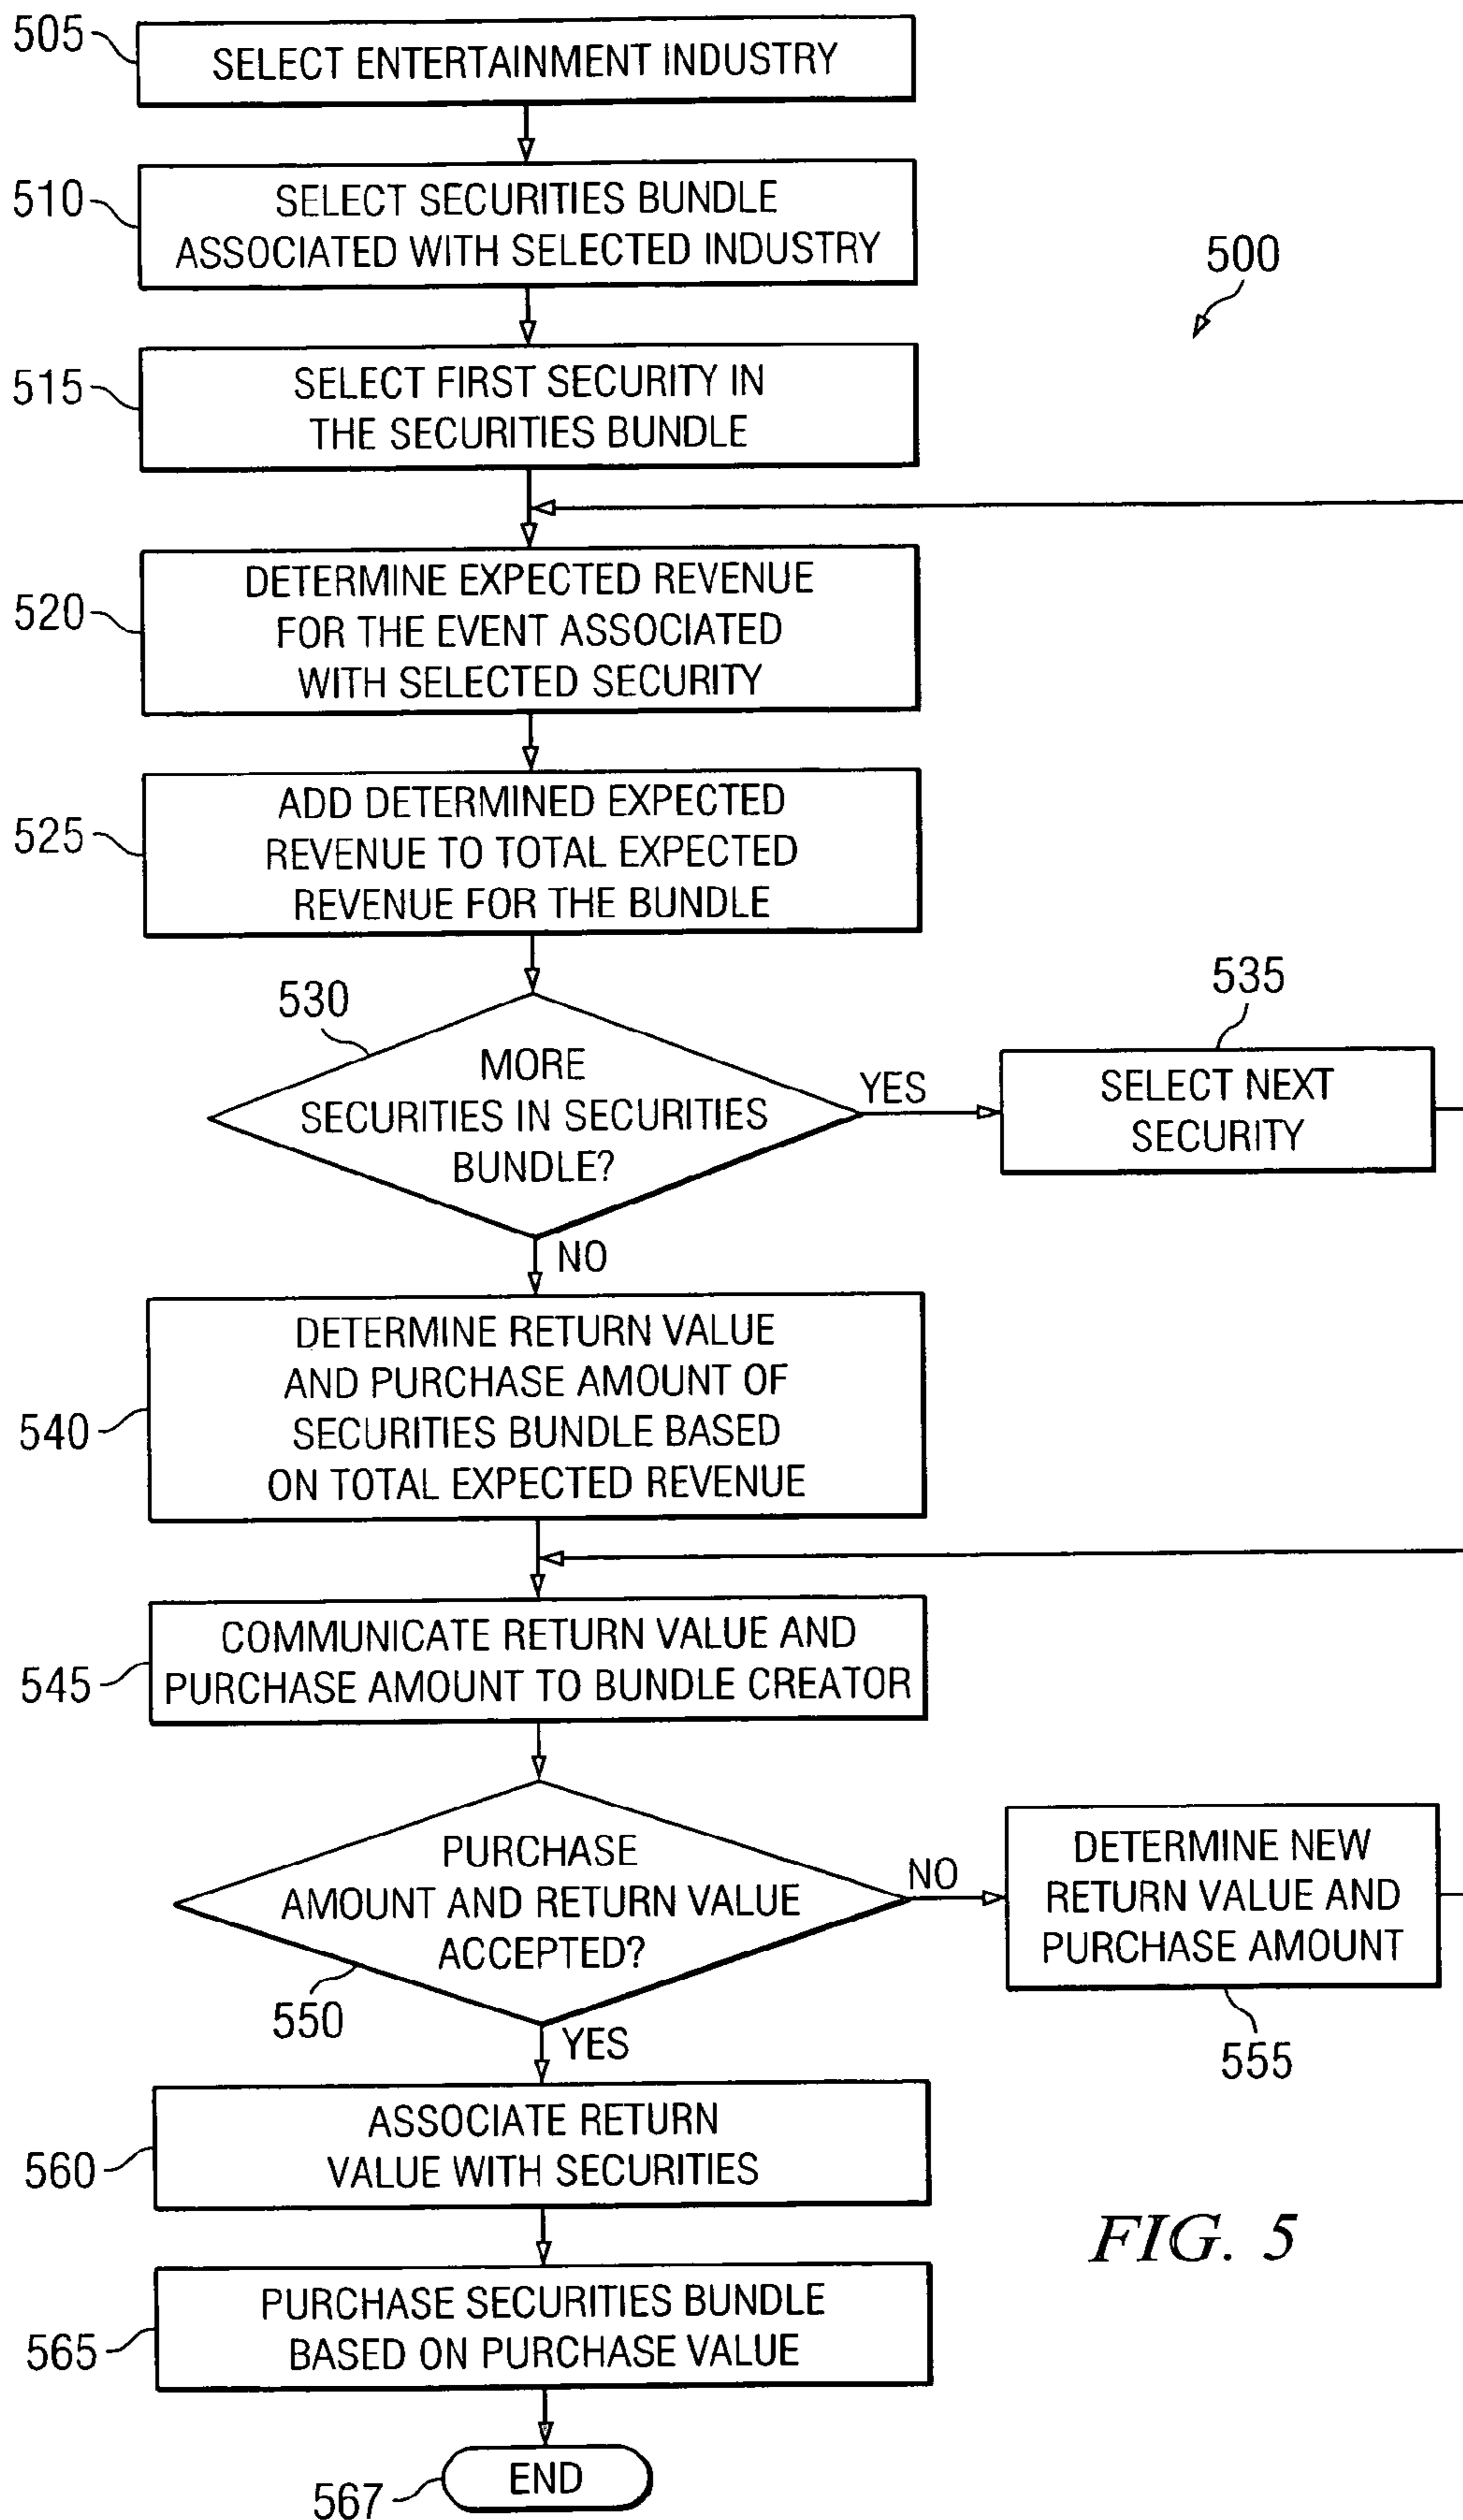 505
SELECT ENTERTAINMENT INDUSTRY
510
SELECT SECURITIES BUNDLE
ASSOCIATED WITH SELECTED INDUSTRY
500
515
SELECT FIRST SECURITY IN
THE SECURITIES BUNDLE
520
DETERMINE EXPECTED REVENUE
FOR THE EVENT ASSOCIATED
WITH SELECTED SECURITY
525
ADD DETERMINED EXPECTED
REVENUE TO TOTAL EXPECTED
REVENUE FOR THE BUNDLE
530
MORE
SECURITIES IN SECURITIES
BUNDLE?
YES
535
SELECT NEXT
SECURITY
NO
540
DETERMINE RETURN VALUE
AND PURCHASE AMOUNT OF
SECURITIES BUNDLE BASED
ON TOTAL EXPECTED REVENUE
545
COMMUNICATE RETURN VALUE AND
PURCHASE AMOUNT TO BUNDLE CREATOR
PURCHASE
AMOUNT AND RETURN VALUE
ACCEPTED?
550
NO
DETERMINE NEW
RETURN VALUE AND
PURCHASE AMOUNT
555
YES
560
ASSOCIATE RETURN
VALUE WITH SECURITIES
565
PURCHASE SECURITIES BUNDLE
BASED ON PURCHASE VALUE
567
END
FIG. 5